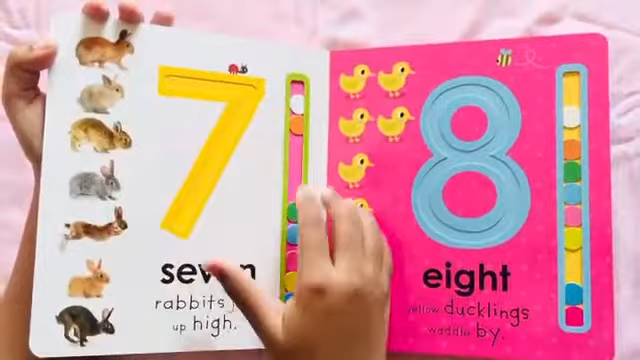 7
seven
rabbits
up high.
8
eight
yellow ducklings
waddle by.